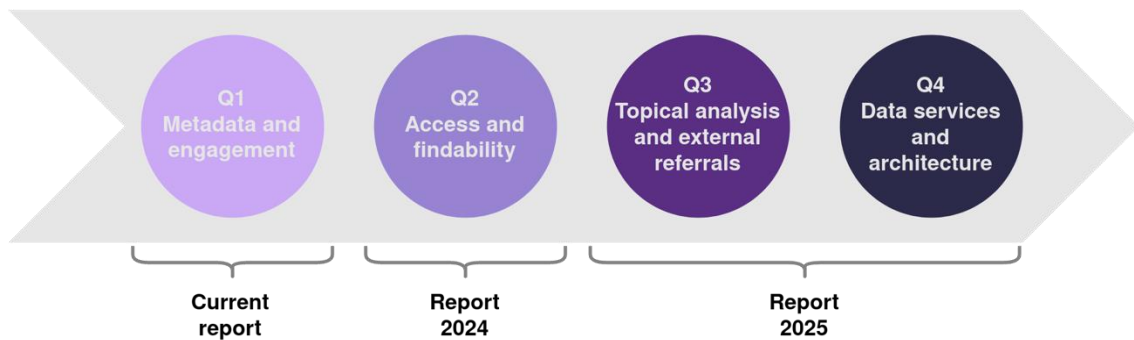 Q1
Metadata and
engagement
Q2
Access and
findability
Q3
Topical analysis
and external
referrals
Q4
Data services
and
architecture
Current
report
Report
2024
Report
2025